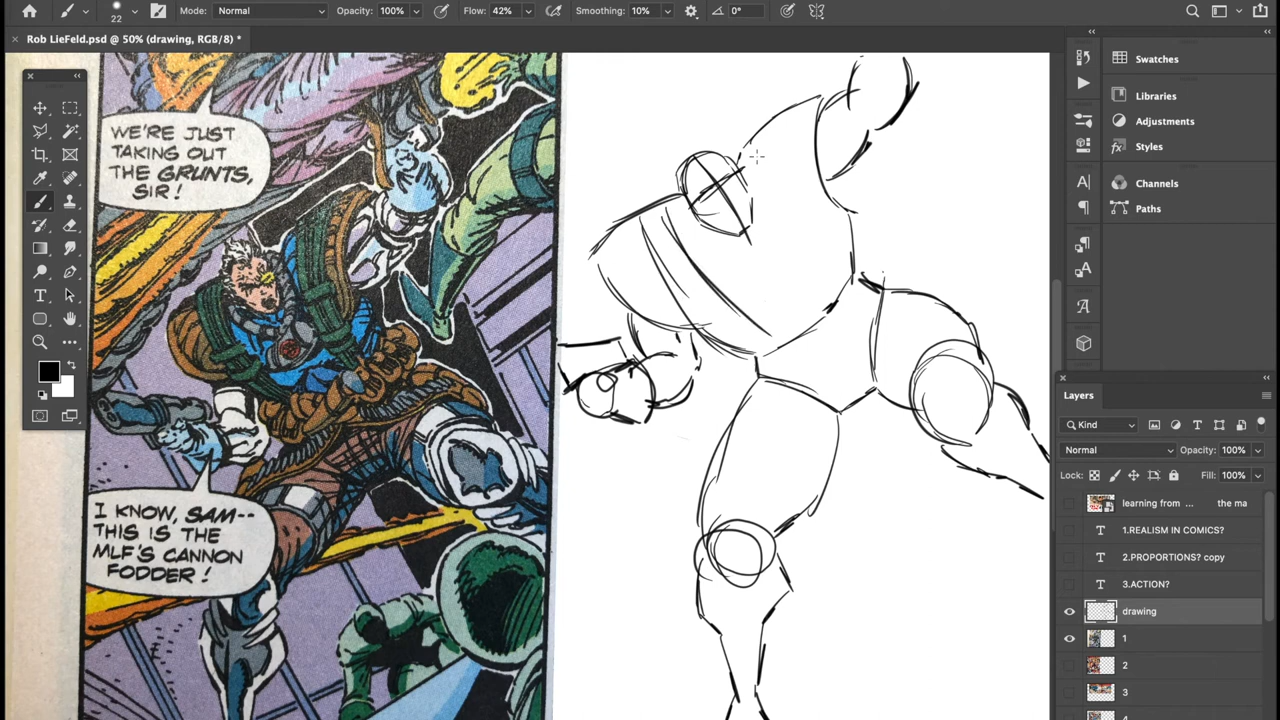 22 Mode: Normal Opacity: 100% Flow: 42% Smoothing: 10% 0°
Rob LieFeld.psd @ 50% (drawing, RGB/8) *
WE'RE JUST
TAKING OUT
THE GRUNTS,
SIR!
I KNOW, SAM--
THIS IS THE
MLF'S CANNON
FODDER!
Swatches
Libraries
Adjustments
Styles
Channels
Paths
Layers
Kind
Normal Opacity: 100%
Lock: Fill: 100%
learning from ... the ma
1.REALISM IN COMICS?
2.PROPORTIONS? copy
3.ACTION?
drawing
1
2
3
4